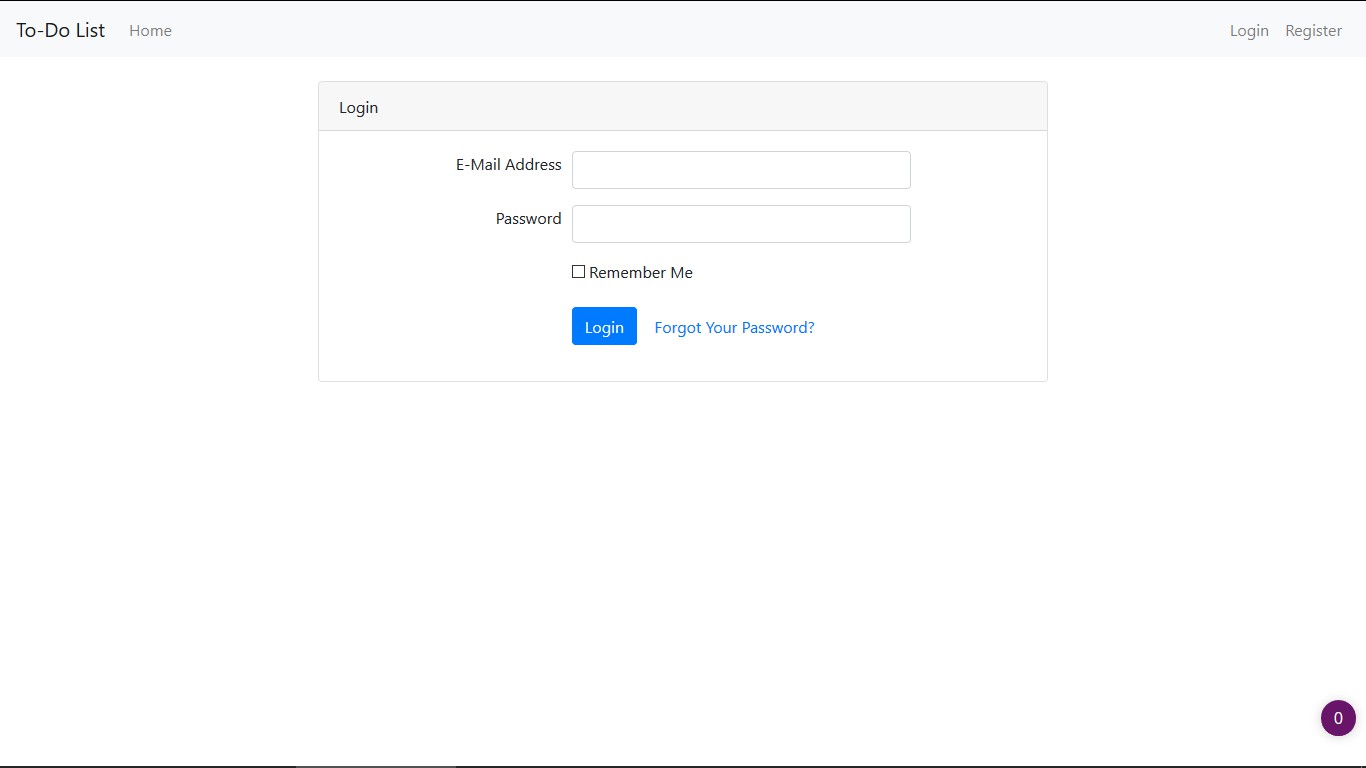 To-Do List Home Login Register
Login
E-Mail Address
Password
Remember Me
Login Forgot Your Password?
0